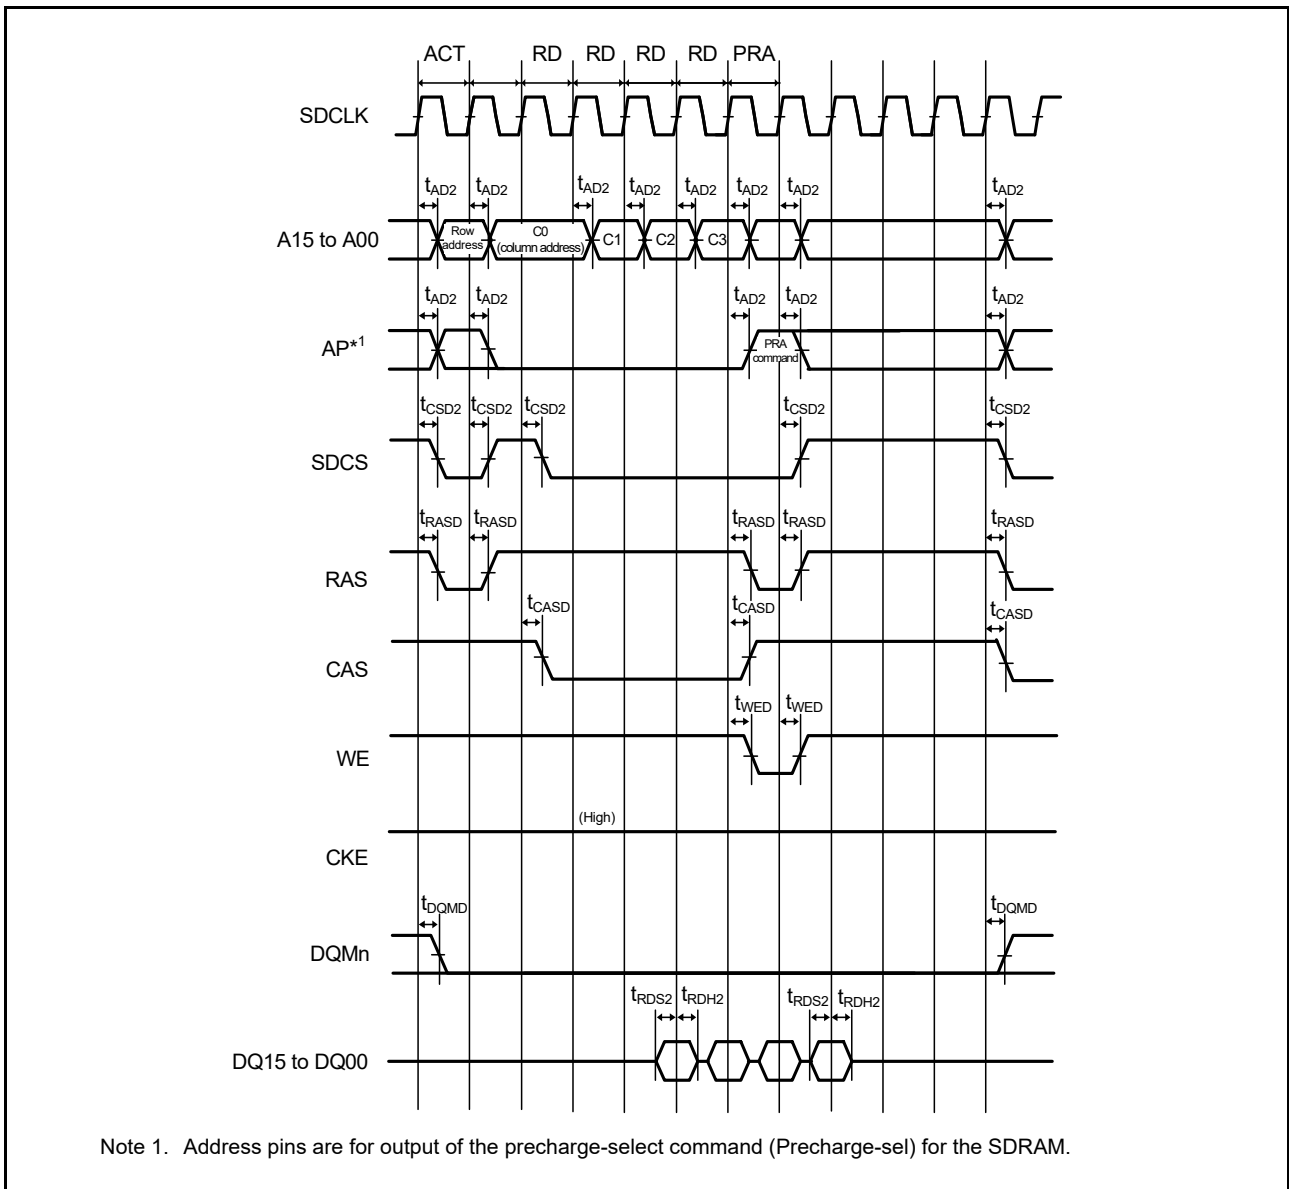 ACT RD RD RD RD PRA
SDCLK
tAD2 tAD2 tAD2 tAD2 tAD2 tAD2 tAD2 tAD2
A15 to A00
Row address
C0 (column address)
C1 C2 C3
tAD2 tAD2 tAD2 tAD2 tAD2
AP*1
PRA command
tCSD2 tCSD2 tCSD2 tCSD2 tCSD2
SDCS
tRASD tRASD tRASD tRASD tRASD
RAS
tCASD tCASD tCASD
CAS
tWED tWED
WE
(High)
CKE
tDQMD tDQMD
DQMn
tRDS2 tRDH2 tRDS2 tRDH2
DQ15 to DQ00
Note 1. Address pins are for output of the precharge-select command (Precharge-sel) for the SDRAM.